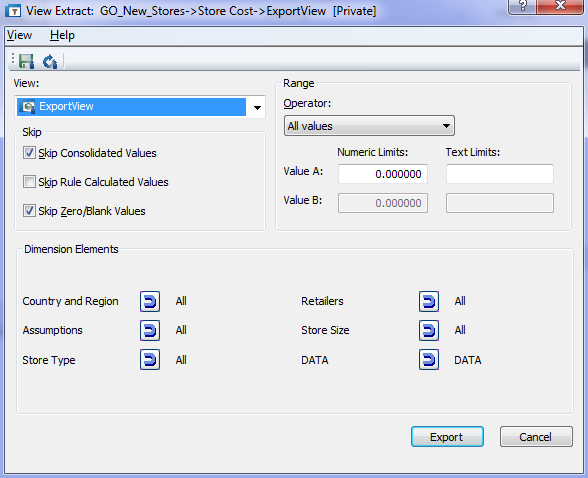 View Extract: GO_New_Stores->Store Cost->ExportView [Private]
View Help
View:
ExportView
Skip
Skip Consolidated Values
Skip Rule Calculated Values
Skip Zero/Blank Values
Range
Operator:
All values
Numeric Limits: Text Limits:
Value A: 0.000000
Value B: 0.000000
Dimension Elements
Country and Region All Retailers All
Assumptions All Store Size All
Store Type All DATA DATA
Export Cancel